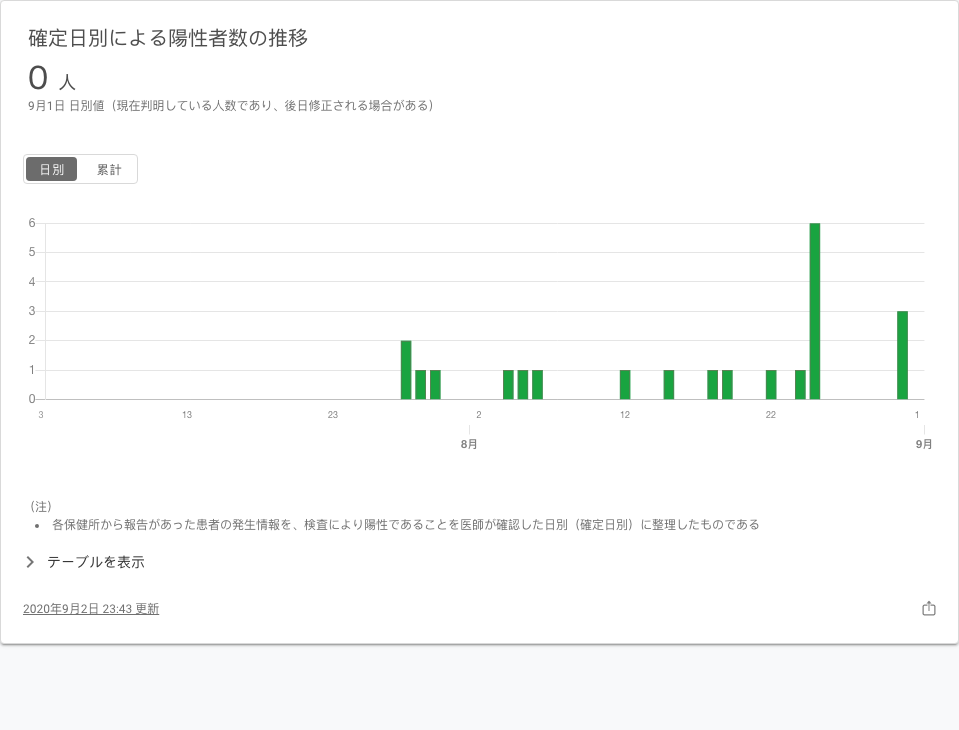 確定日別による陽性者数の推移
0 人
9月1日 日別値（現在判明している人数であり、後日修正される場合がある）
日別 累計
6
5
4
3
2
1
0
3 13 23 2 12 22 1
8月 9月
（注）
• 各保健所から報告があった患者の発生情報を、検査により陽性であることを医師が確認した日別（確定日別）に整理したものである
テーブルを表示
2020年9月2日 23:43 更新